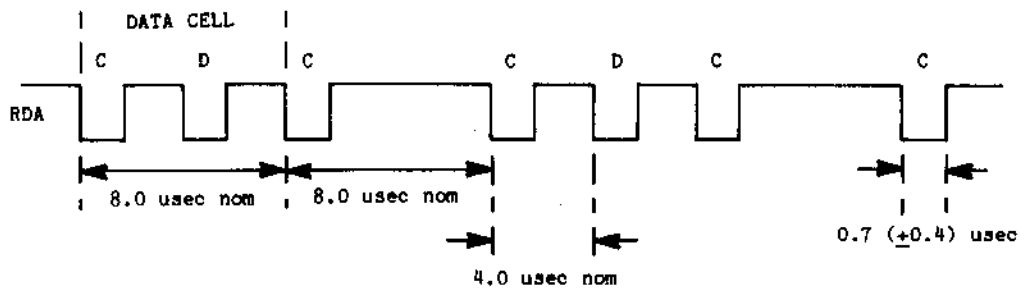 DATA CELL
C D C C D C C
RDA
8.0 usec nom 8.0 usec nom
0.7 (±0.4) usec
4.0 usec nom